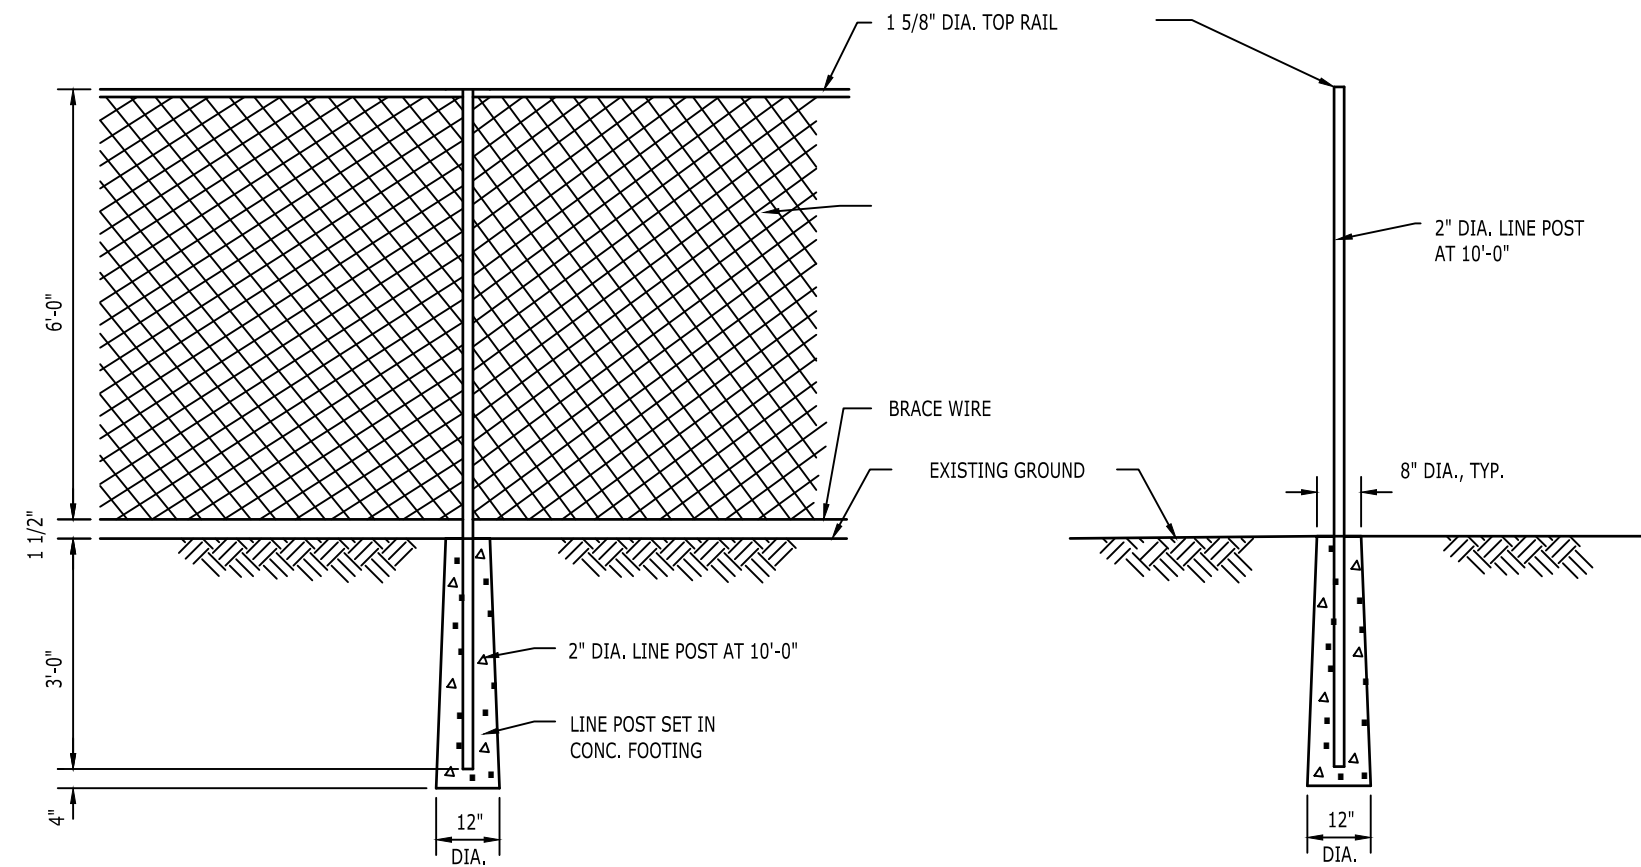 1 5/8" DIA. TOP RAIL
2" DIA. LINE POST
AT 10'-0"
6'-0"
BRACE WIRE
EXISTING GROUND
8" DIA., TYP.
1 1/2"
3'-0"
2" DIA. LINE POST AT 10'-0"
LINE POST SET IN
CONC. FOOTING
4"
12"
DIA.
12"
DIA.